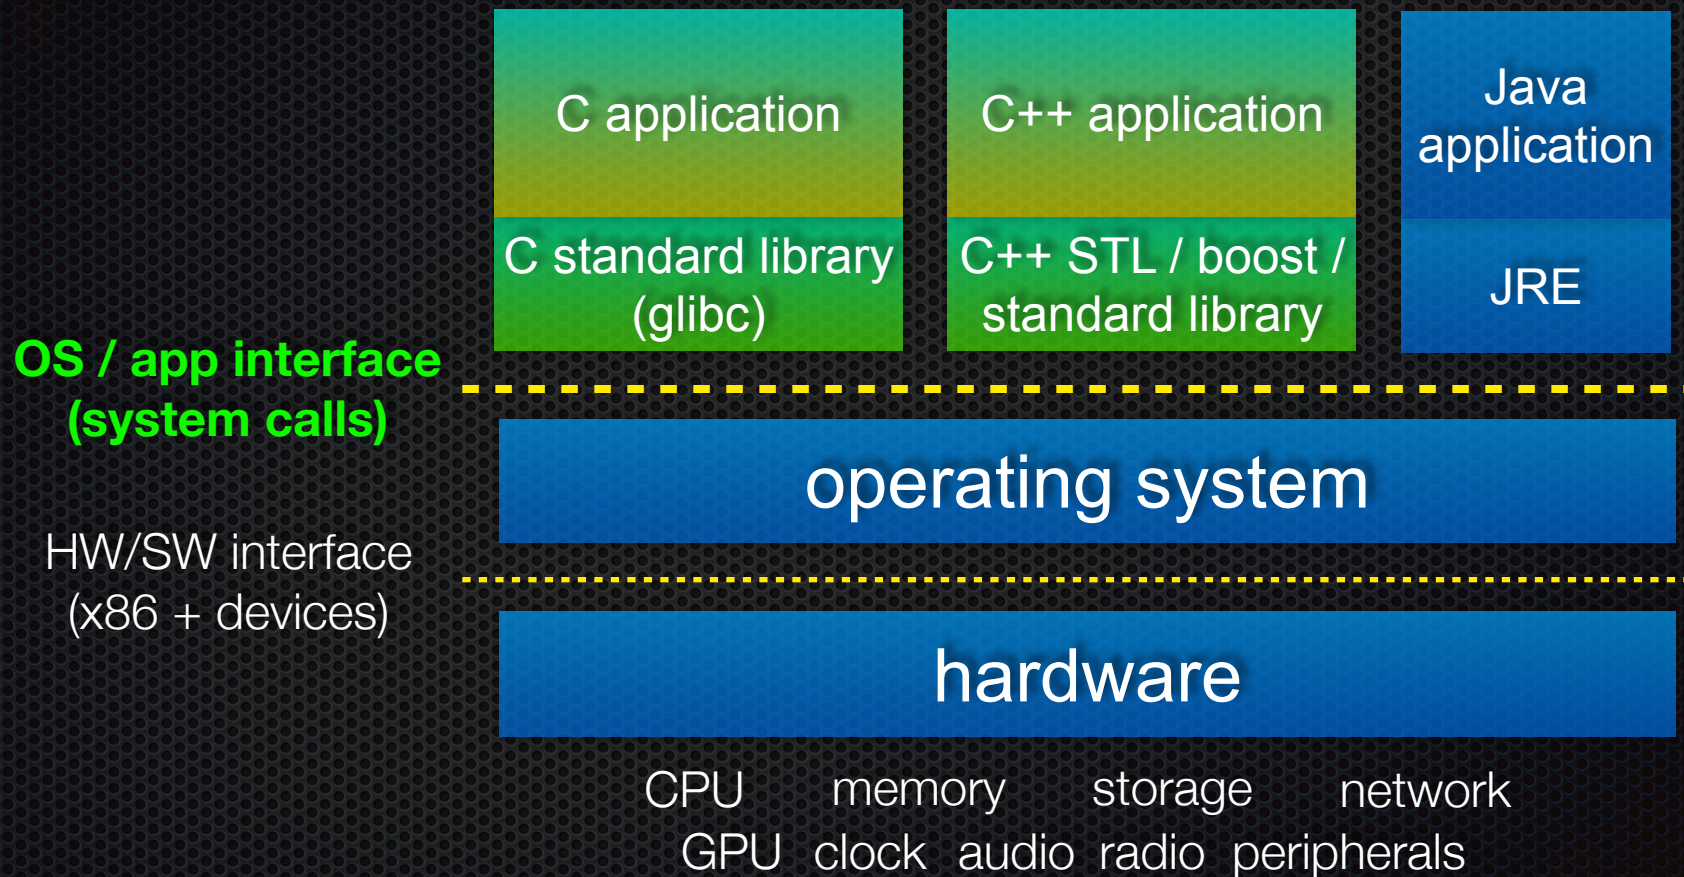 C application
C++ application
Java
application
C standard library
(glibc)
C++ STL / boost /
standard library
JRE
OS / app interface
(system calls)
operating system
HW/SW interface
(x86 + devices)
hardware
CPU memory storage network
GPU clock audio radio peripherals